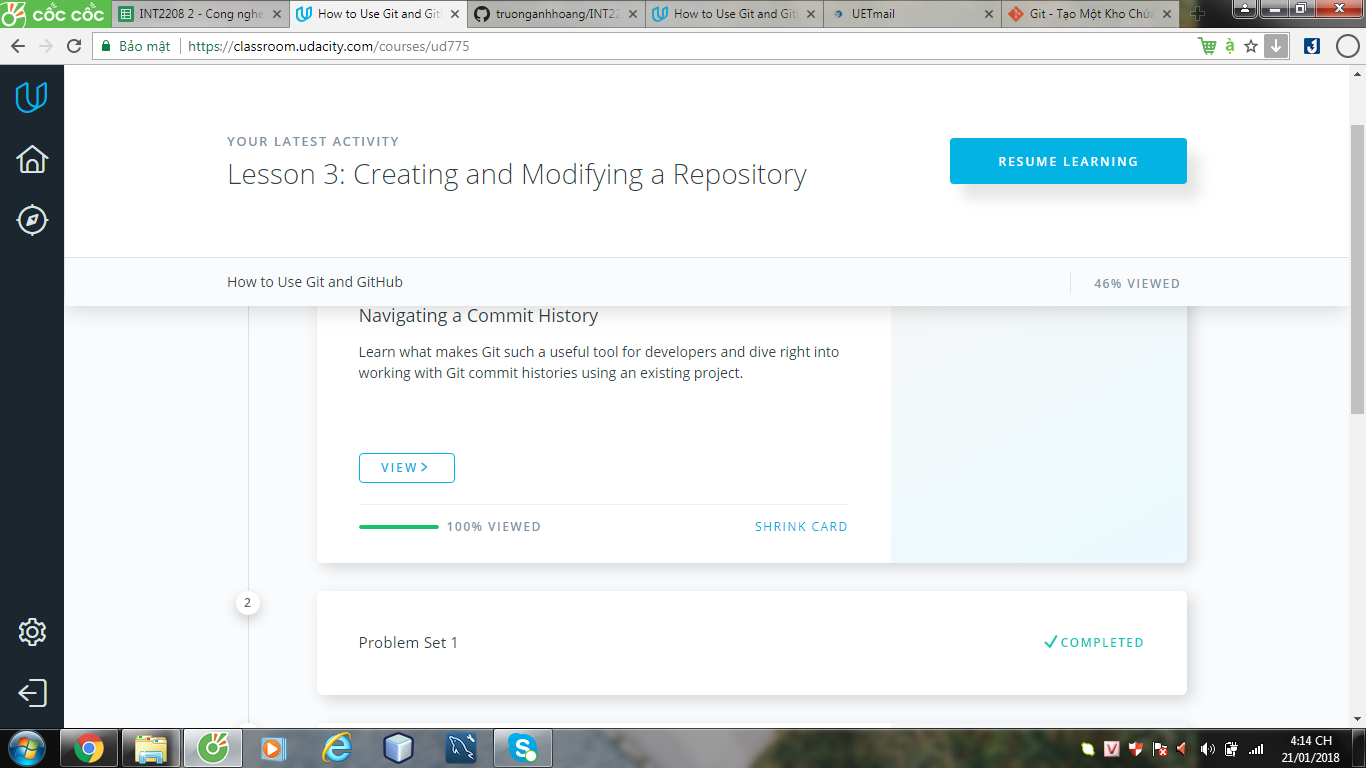 cốc cốc
INT2208 2 - Cong nghe
How to Use Git and Git
truonganhhoang/INT22
How to Use Git and Git
UETmail
Git - Tạo Một Kho Chứa
Bảo mật
https://classroom.udacity.com/courses/ud775
YOUR LATEST ACTIVITY
Lesson 3: Creating and Modifying a Repository
RESUME LEARNING
How to Use Git and GitHub
46% VIEWED
Navigating a Commit History
Learn what makes Git such a useful tool for developers and dive right into
working with Git commit histories using an existing project.
VIEW
100% VIEWED
SHRINK CARD
2
Problem Set 1
COMPLETED
4:14 CH
21/01/2018